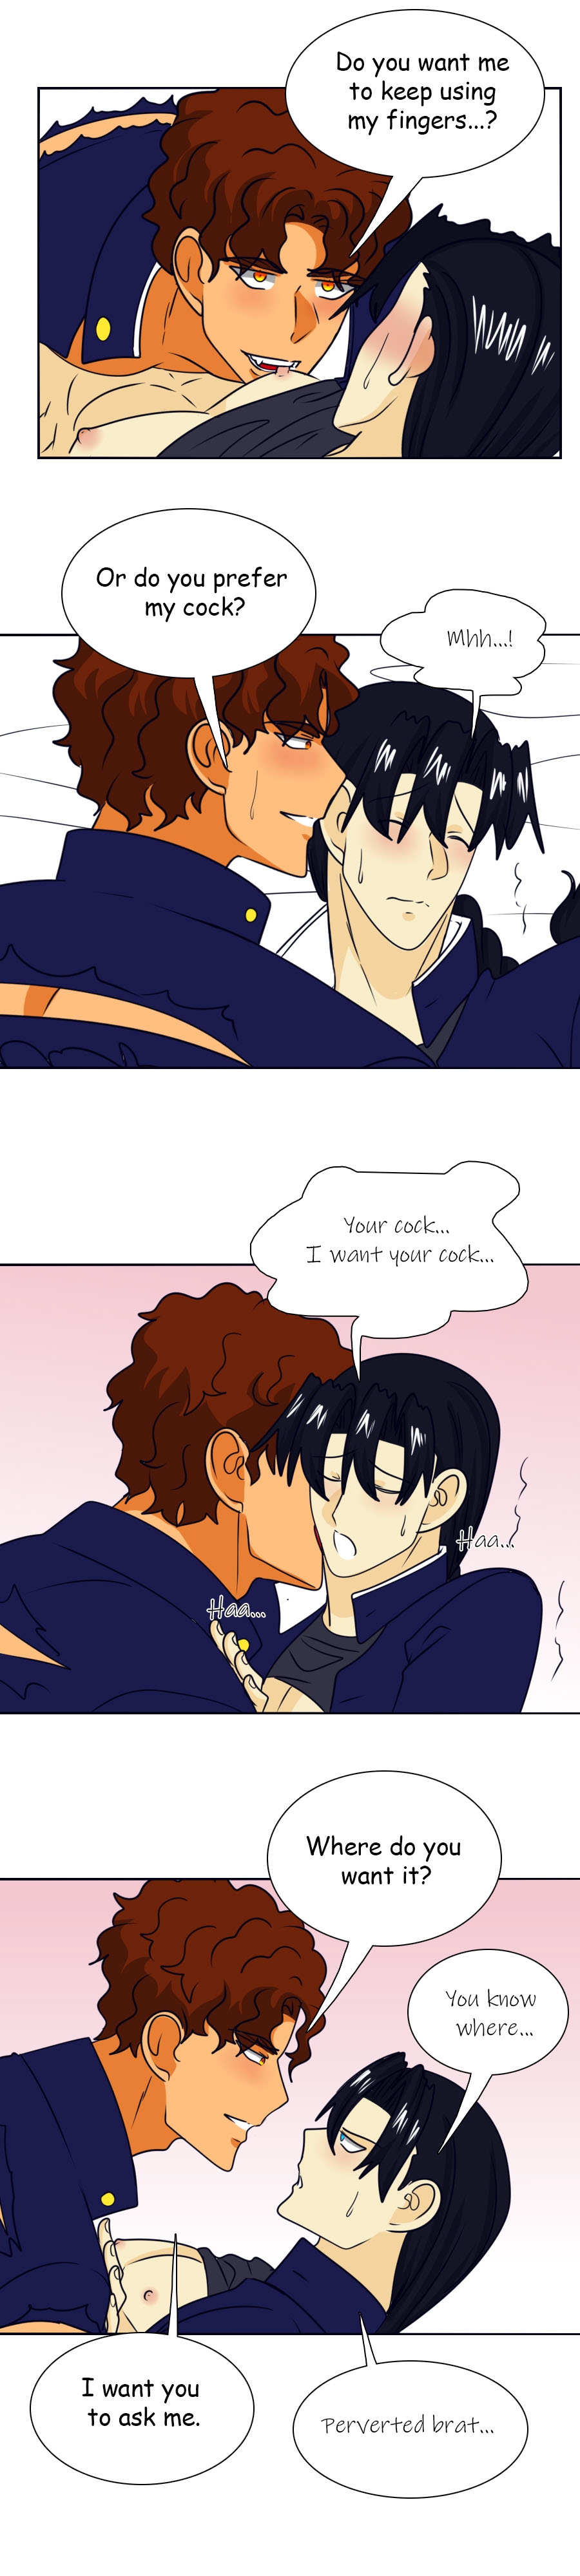 Do you want me
to keep using
my fingers...?
Or do you prefer
my cock?
Mhh...!
Your cock...
I want your cock...
Haa...
Haa...
Where do you
want it?
You know
where...
I want you
to ask me.
Perverted brat...